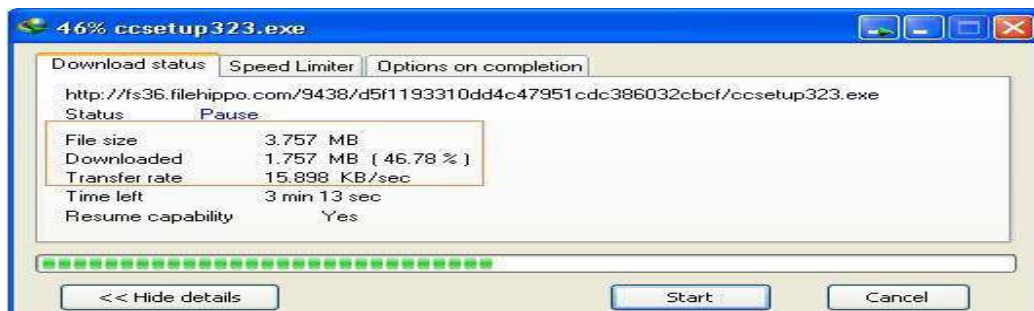 46% ccsetup323.exe
Download status Speed Limiter Options on completion
http://fs36.filehippo.com/9438/d5f1193310dd4c47951cdc386032cbcf/ccsetup323.exe
Status Pause
File size 3.757 MB
Downloaded 1.757 MB ( 46.78 % )
Transfer rate 15.898 KB/sec
Time left 3 min 13 sec
Resume capability Yes
<< Hide details Start Cancel